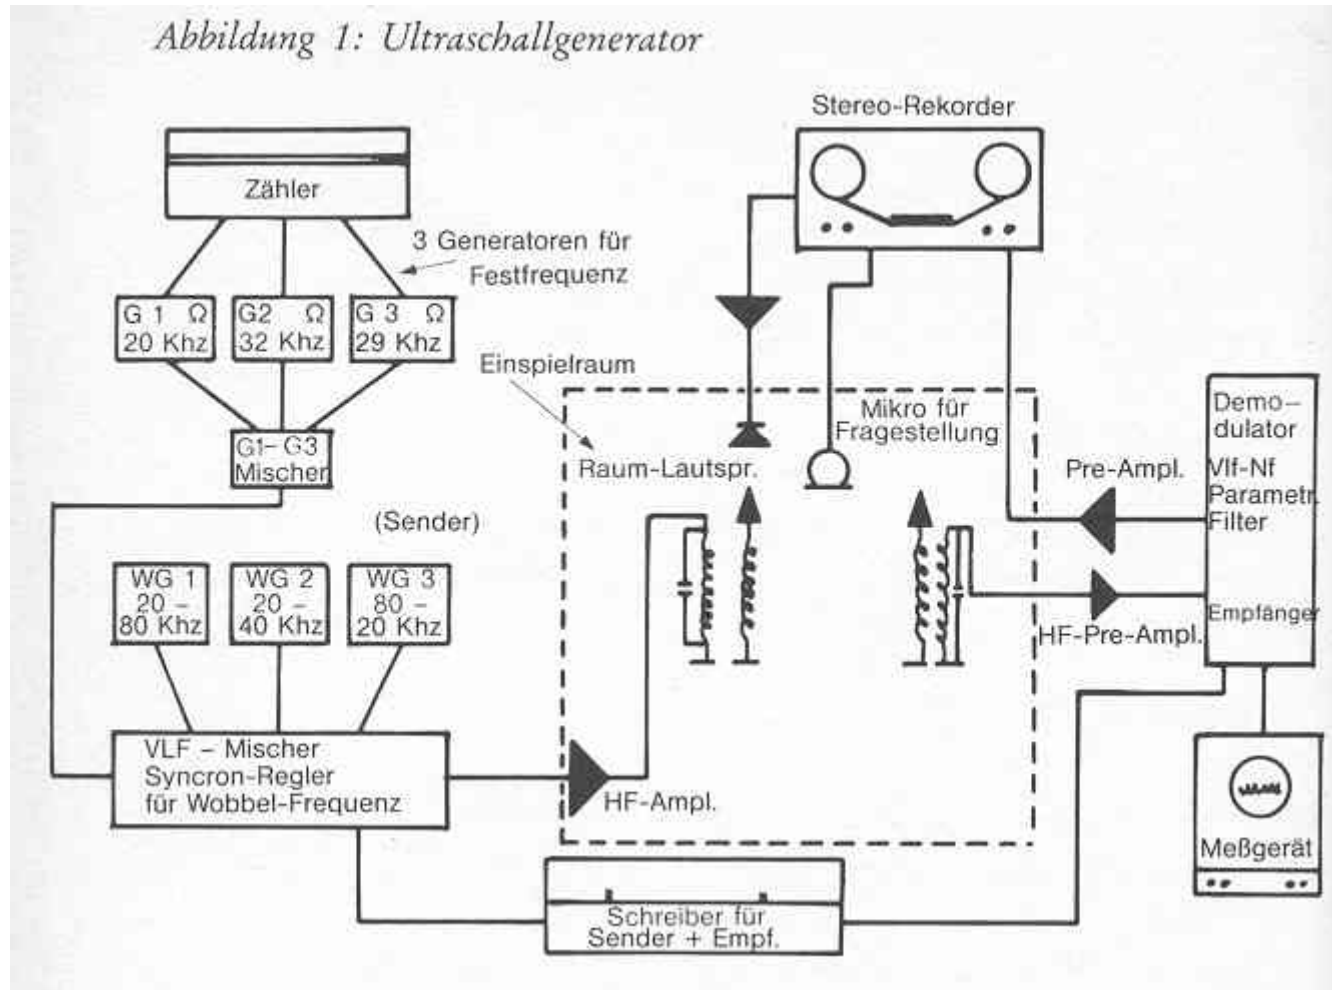 Abbildung 1: Ultraschallgenerator
Stereo-Rekorder
Zähler
3 Generatoren für
Festfrequenz
G 1 Ω
20 Khz
G2 Ω
32 Khz
G 3 Ω
29 Khz
Einspielraum
G1-G3
Mischer
Mikro für
Fragestellung
Raum-Lautspr.
Demo-
dulator
Vlf-Nf
Parametr.
Filter
Empfänger
Pre-Ampl.
HF-Pre-Ampl.
(Sender)
WG 1
20 -
80 Khz
WG 2
20 -
40 Khz
WG 3
80 -
20 Khz
VLF - Mischer
Syncron-Regler
für Wobbel-Frequenz
HF-Ampl.
Meßgerät
Schreiber für
Sender + Empf.